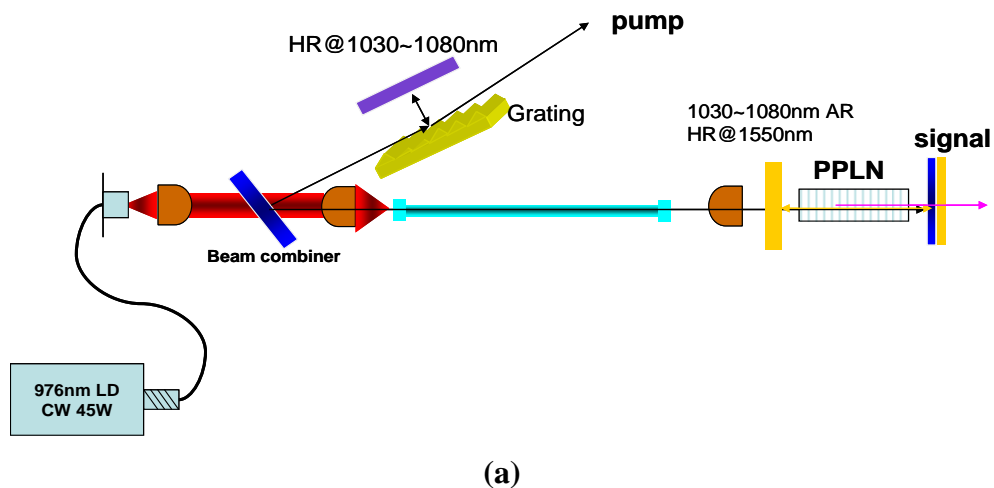 pump
HR@1030~1080nm
Grating
1030~1080nm AR
HR@1550nm
signal
PPLN
Beam combiner
976nm LD
CW 45W
(a)